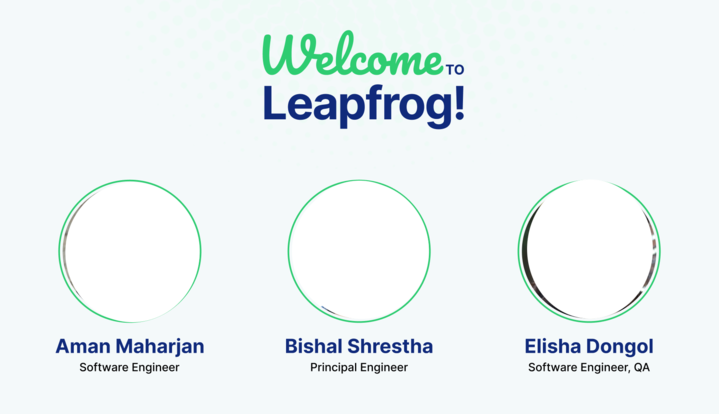 Welcome TO
Leapfrog!
Aman Maharjan
Software Engineer
Bishal Shrestha
Principal Engineer
Elisha Dongol
Software Engineer, QA